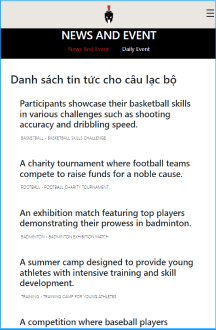 NEWS AND EVENT
News And Event Daily Event
Danh sách tin tức cho câu lạc bộ
Participants showcase their basketball skills
in various challenges such as shooting
accuracy and dribbling speed.
BASKETBALL - BASKETBALL SKILLS CHALLENGE
A charity tournament where football teams
compete to raise funds for a noble cause.
FOOTBALL - FOOTBALL CHARITY TOURNAMENT
An exhibition match featuring top players
demonstrating their prowess in badminton.
BADMINTON - BADMINTON EXHIBITION MATCH
A summer camp designed to provide young
athletes with intensive training and skill
development.
TRAINING - TRAINING CAMP FOR YOUNG ATHLETES
A competition where baseball players